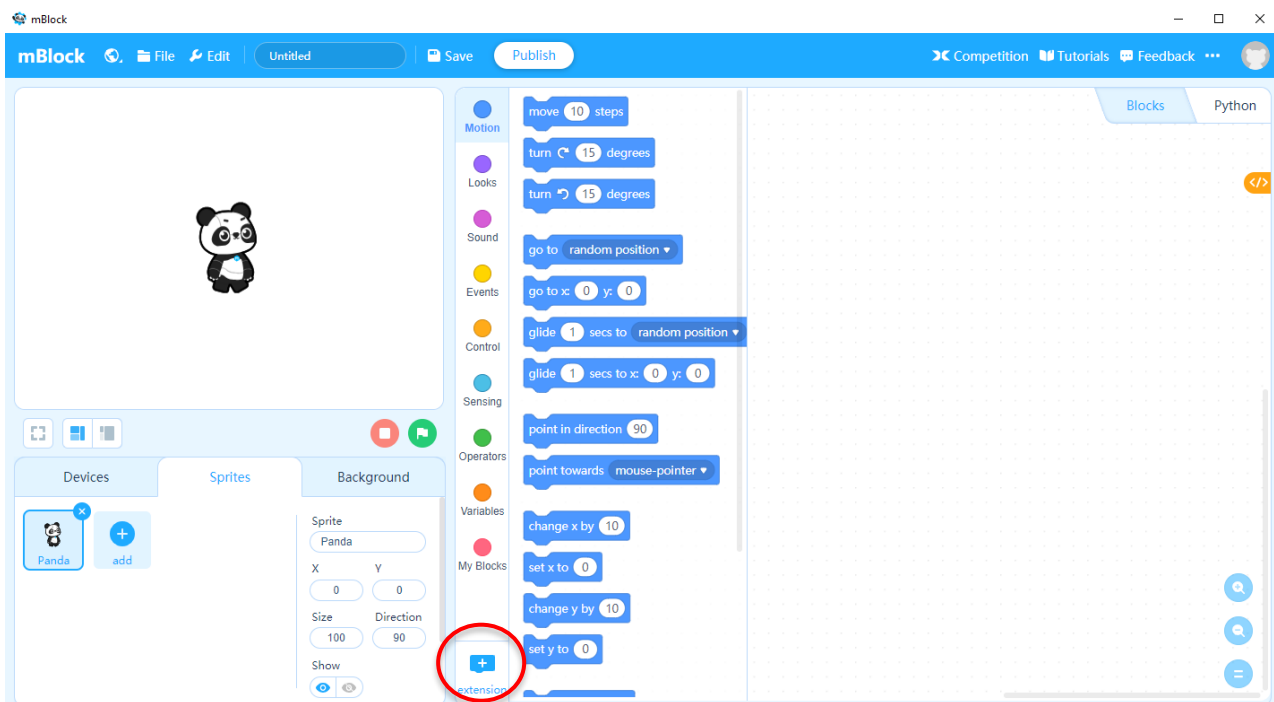 mBlock
mBlock File Edit Untitled Save Publish Competition Tutorials Feedback
Blocks Python
Motion
Looks
Sound
Events
Control
Sensing
Operators
Variables
My Blocks
extension
move 10 steps
turn 15 degrees
turn 15 degrees
go to random position
go to x: 0 y: 0
glide 1 secs to random position
glide 1 secs to x: 0 y: 0
point in direction 90
point towards mouse-pointer
change x by 10
set x to 0
change y by 10
set y to 0
Devices Sprites Background
Panda
add
Sprite
Panda
X Y
0 0
Size Direction
100 90
Show